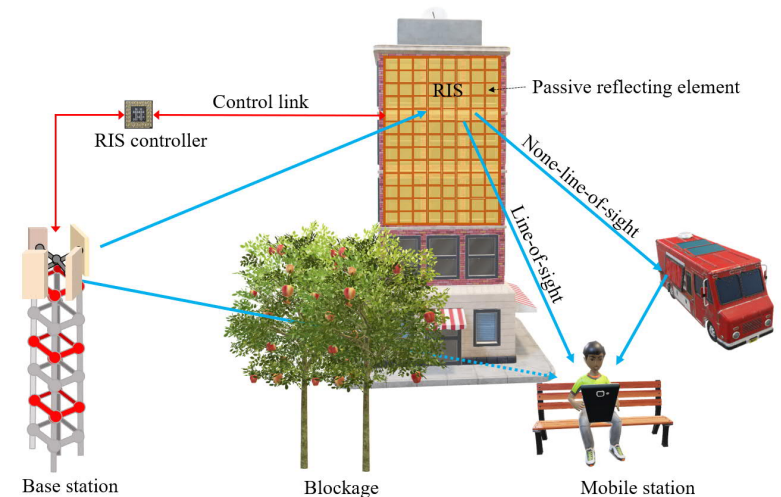 RIS
Passive reflecting element
Control link
RIS controller
None-line-of-sight
Line-of-sight
Base station
Blockage
Mobile station